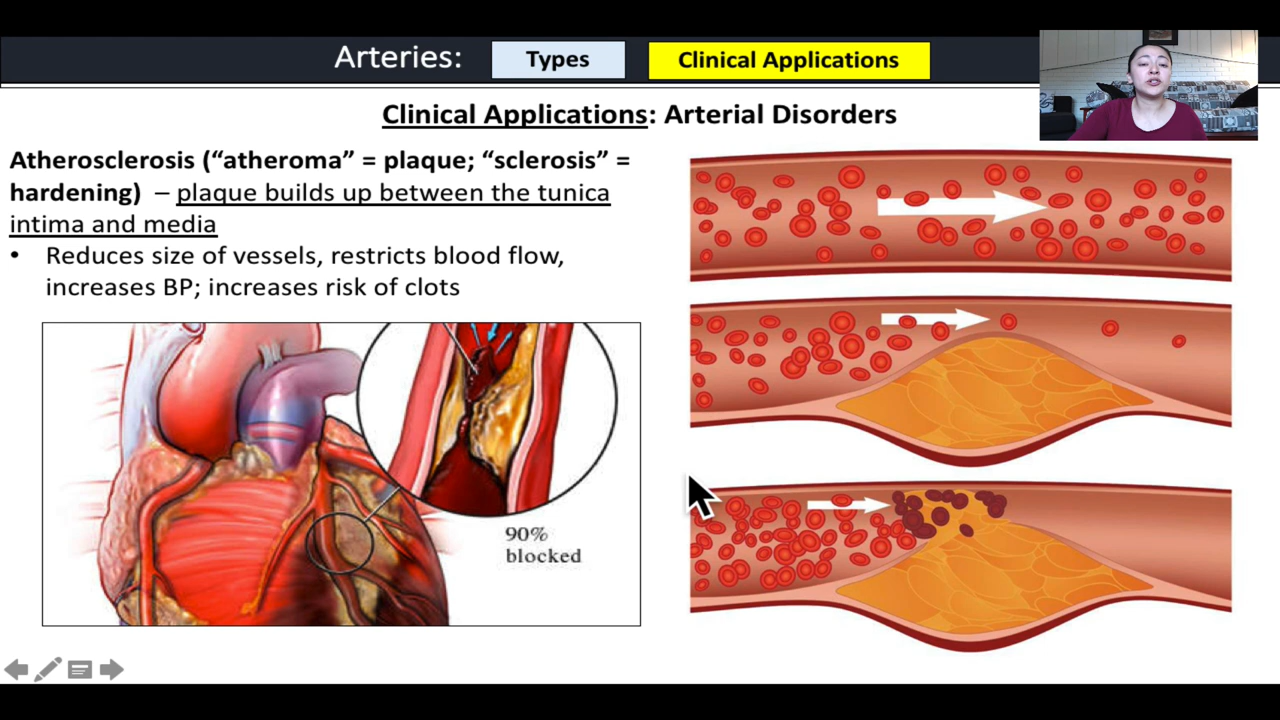 Arteries: Types Clinical Applications
Clinical Applications: Arterial Disorders
Atherosclerosis (“atheroma” = plaque; “sclerosis” =
hardening) – plaque builds up between the tunica
intima and media
• Reduces size of vessels, restricts blood flow,
increases BP; increases risk of clots
90%
blocked